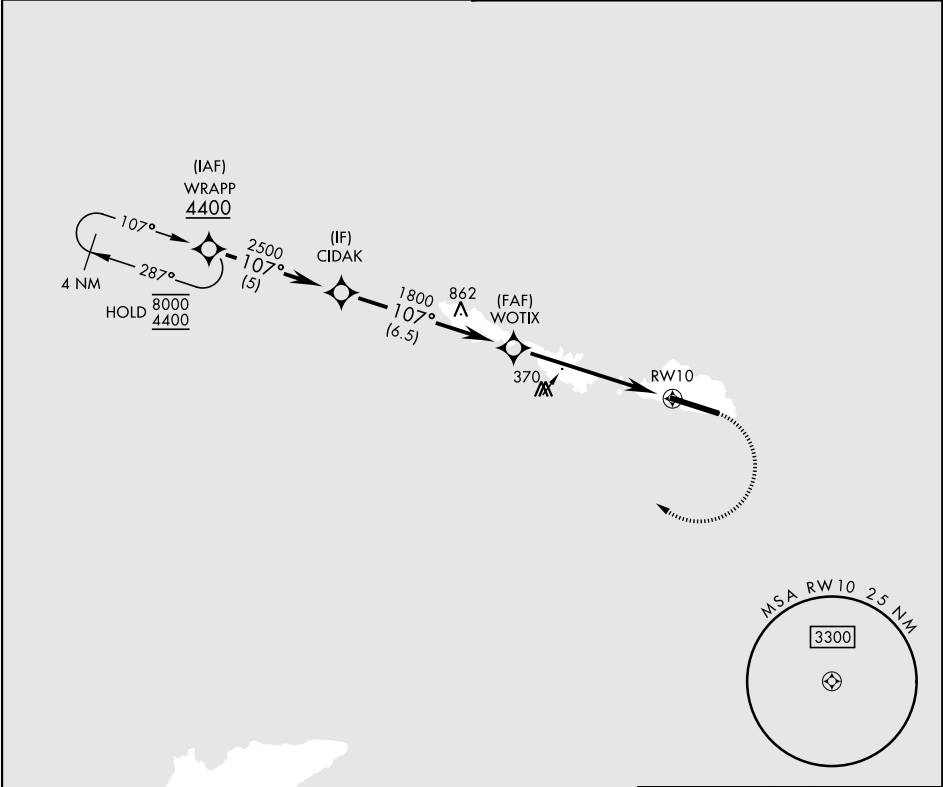 (IAF)
WRAPP
4400
107°
287°
4 NM
HOLD
8000
4400
2500
107°
(5)
(IF)
CIDAK
1800
107°
(6.5)
862
(FAF)
WOTIX
370
RW10
MSA RW10 25 NM
3300